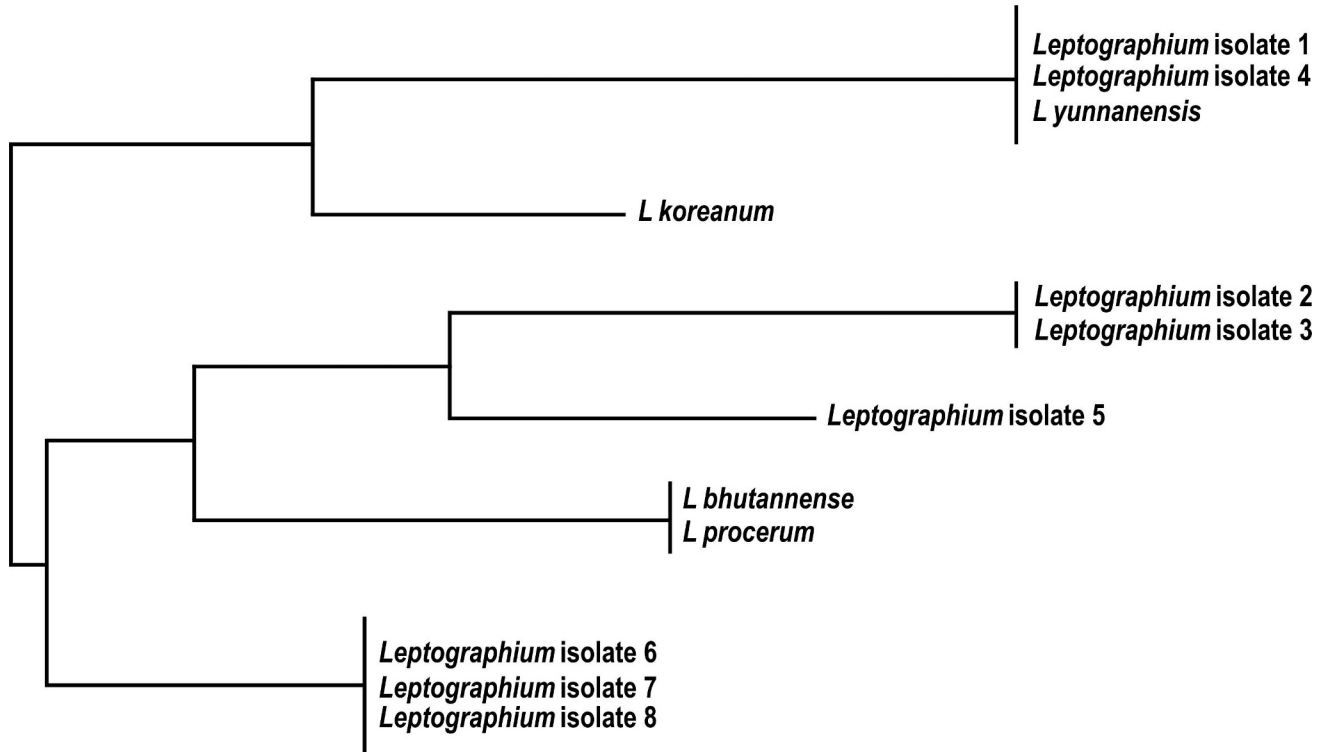 Leptographium isolate 1
Leptographium isolate 4
L yunnanensis
L koreanum
Leptographium isolate 2
Leptographium isolate 3
Leptographium isolate 5
L bhutannense
L procerum
Leptographium isolate 6
Leptographium isolate 7
Leptographium isolate 8